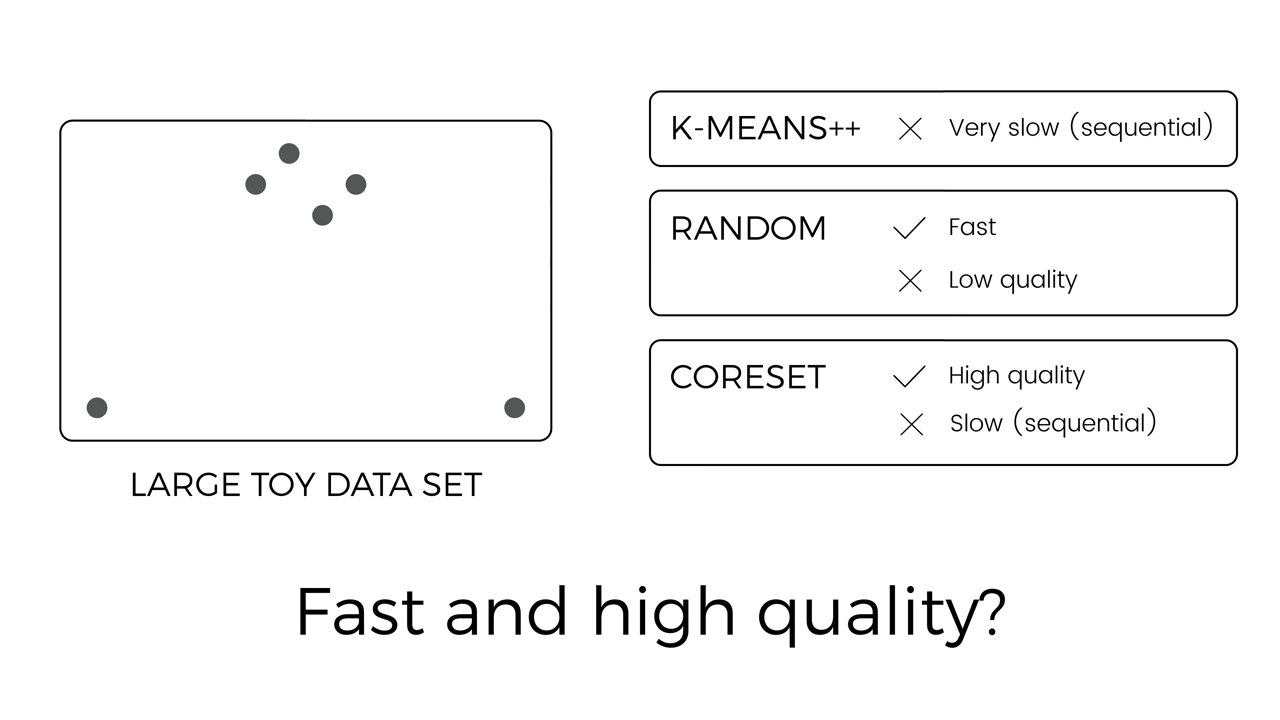 K-MEANS++ Very slow (sequential)
RANDOM Fast
Low quality
CORESET High quality
Slow (sequential)
LARGE TOY DATA SET
Fast and high quality?